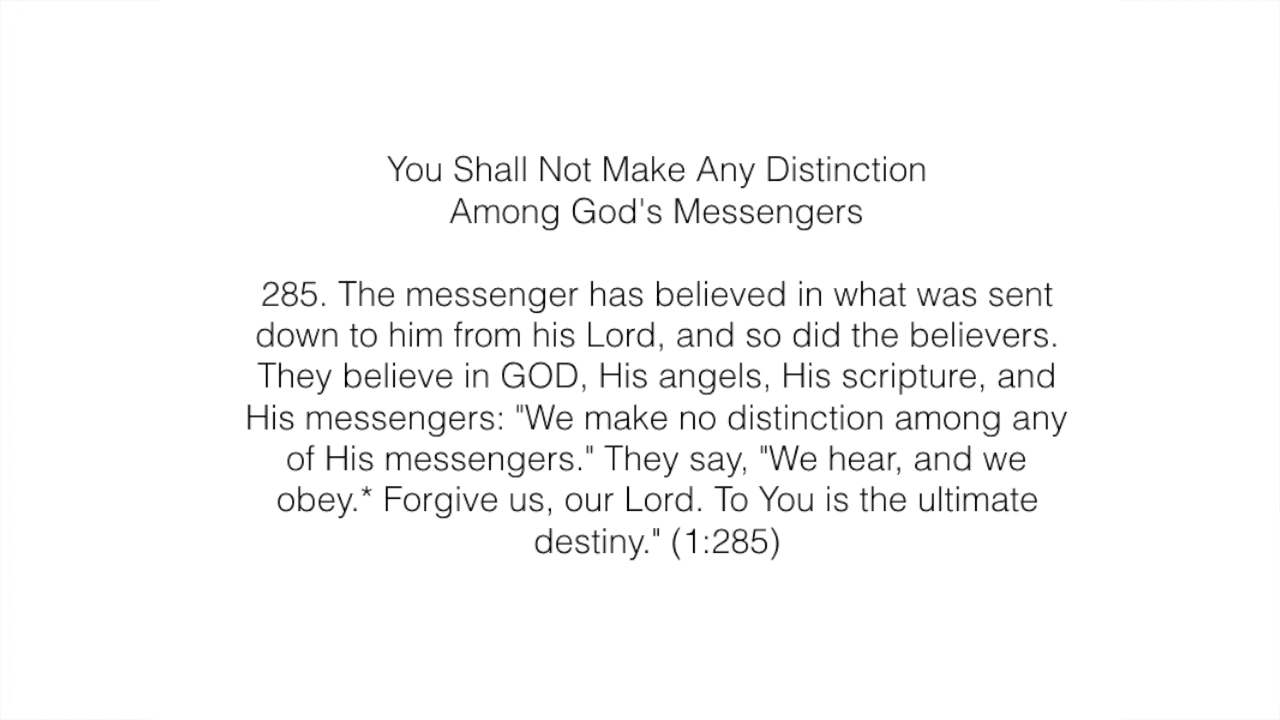 You Shall Not Make Any Distinction
Among God's Messengers
285. The messenger has believed in what was sent
down to him from his Lord, and so did the believers.
They believe in GOD, His angels, His scripture, and
His messengers: "We make no distinction among any
of His messengers." They say, "We hear, and we
obey.* Forgive us, our Lord. To You is the ultimate
destiny." (1:285)